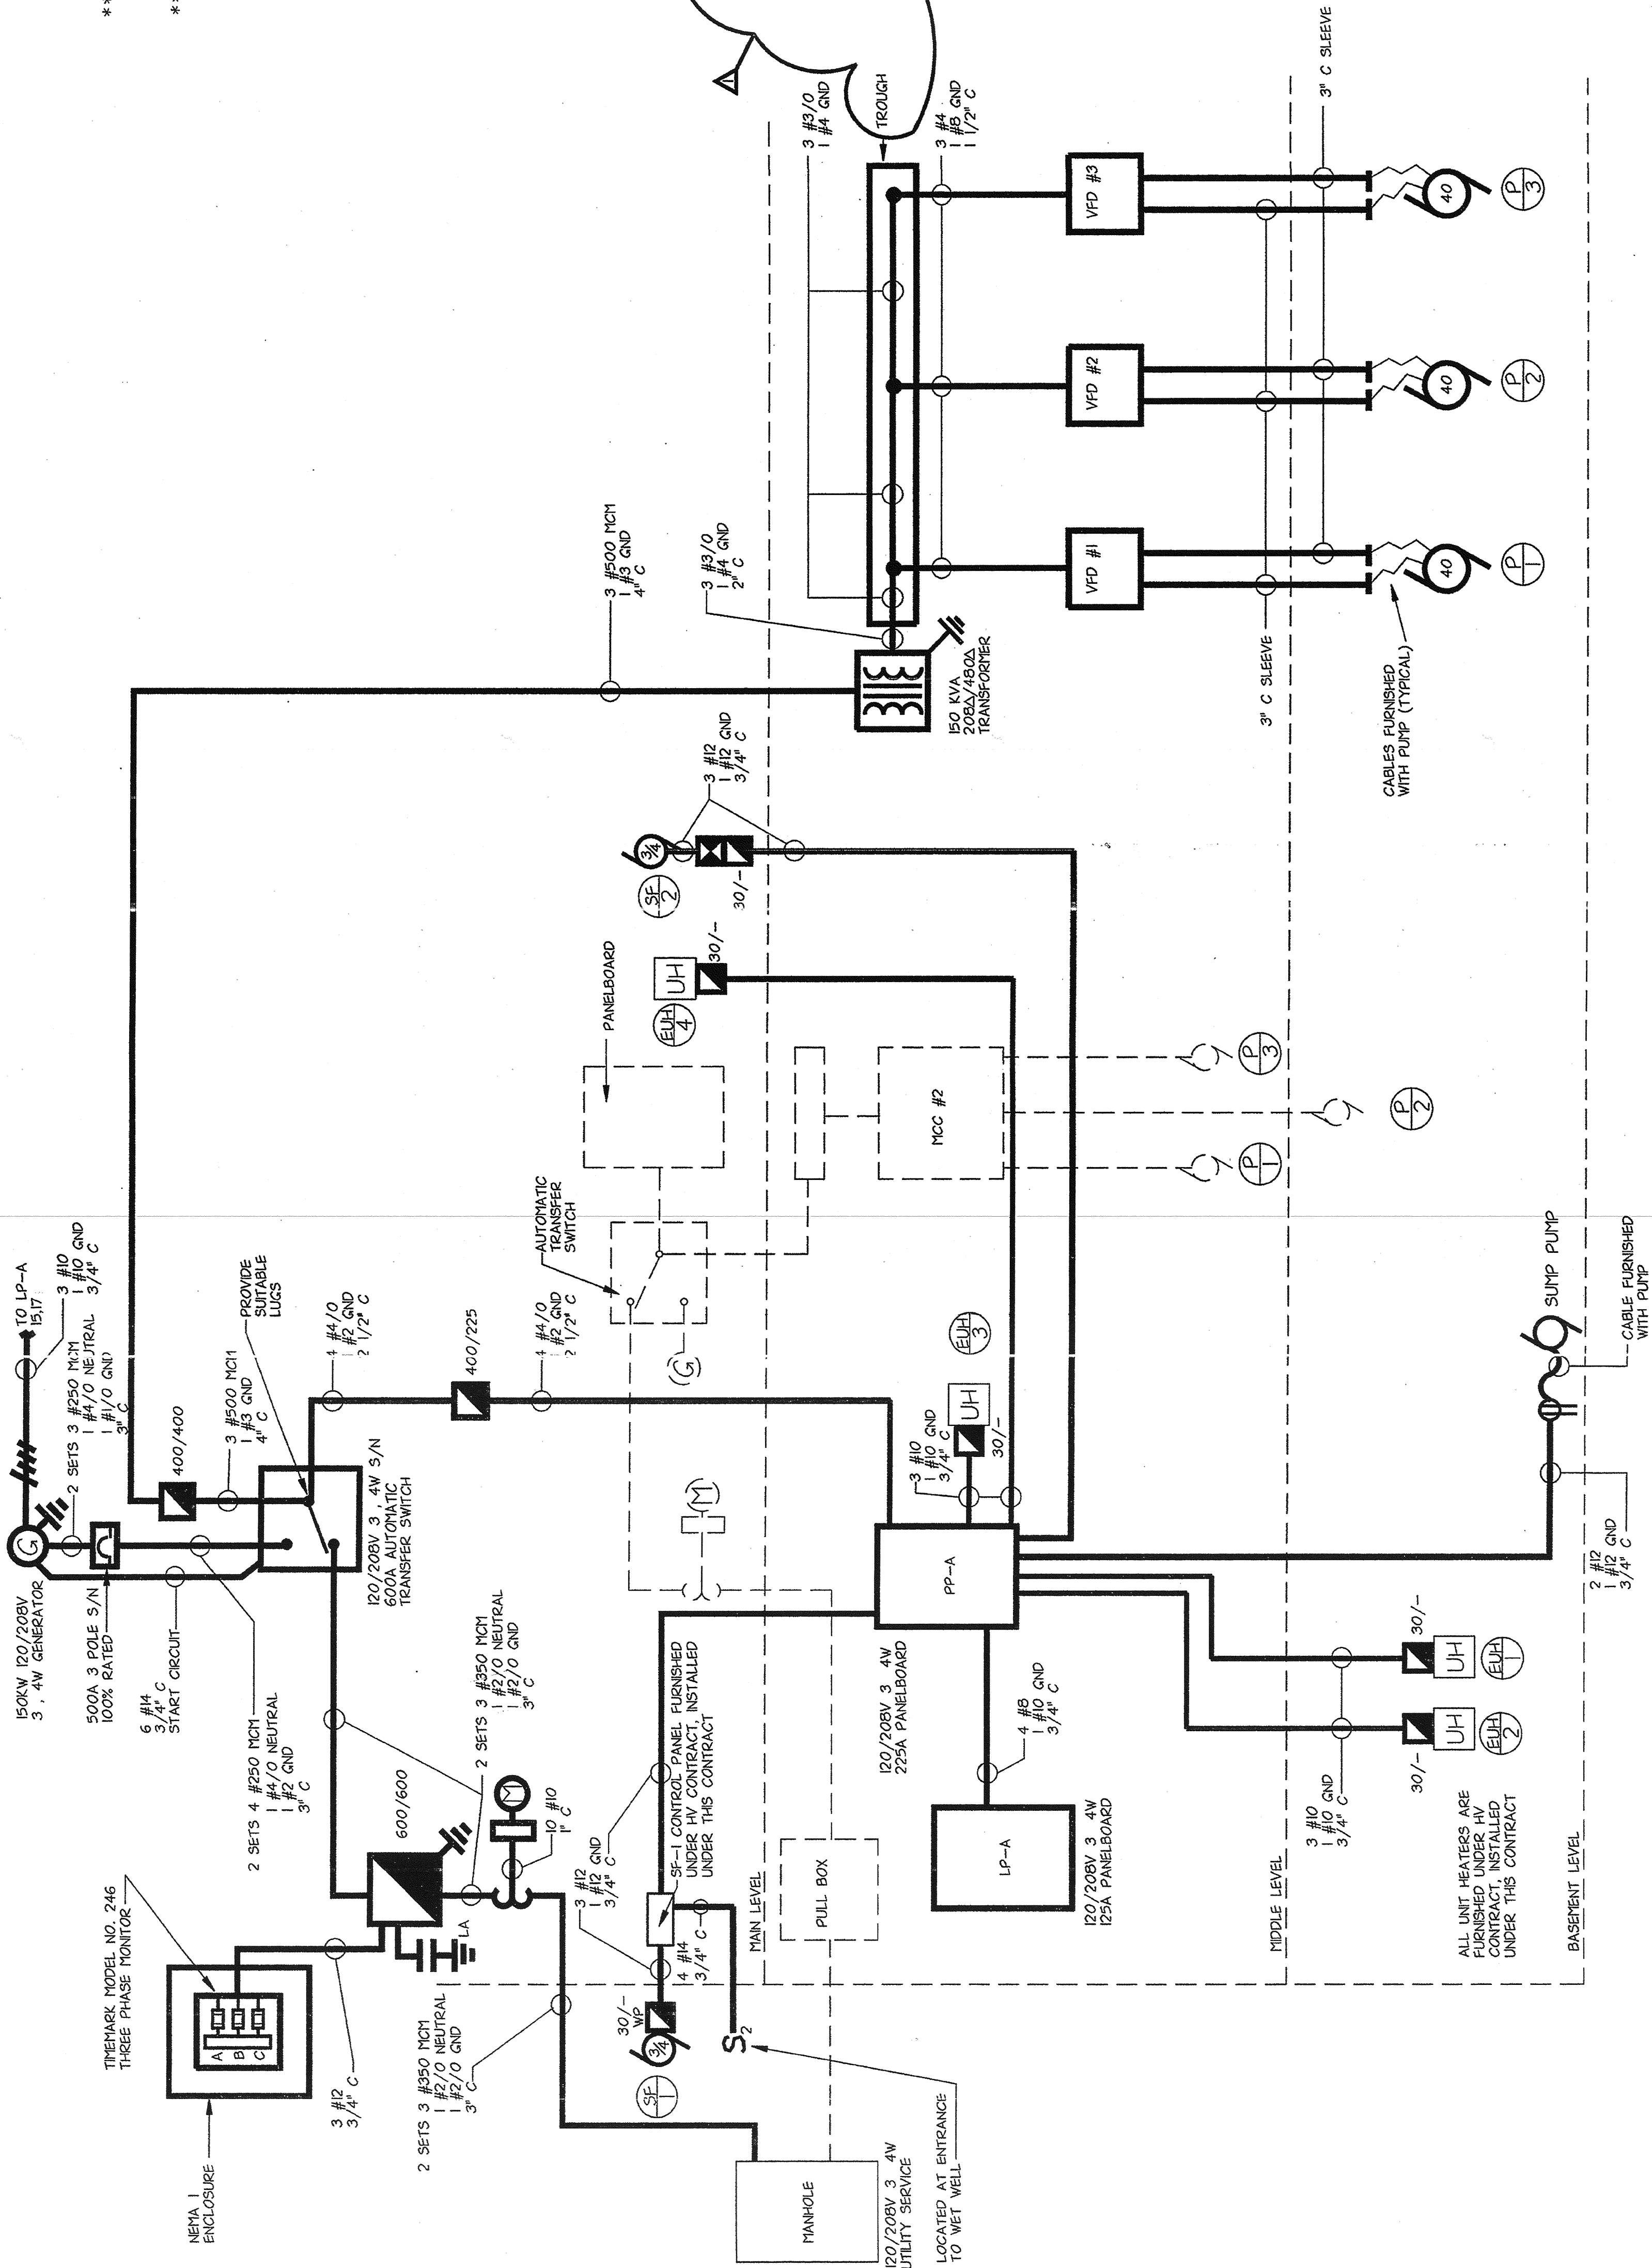 **
**
NEMA 1
ENCLOSURE
TIMEMARK MODEL NO. 246
THREE PHASE MONITOR
A
B
C
3 #12
3/4" C
LA
600/600
2 SETS 3 #350 MCM
1 #2/0 NEUTRAL
1 #2/0 GND
3" C
2 SETS 3 #350 MCM
1 #2/0 NEUTRAL
1 #2/0 GND
3" C
M
10 #10
1" C
150KW 120/208V
3 , 4W GENERATOR
G
500A 3 POLE S/N
100% RATED
6 #14
3/4" C
START CIRCUIT
2 SETS 4 #250 MCM
1 #4/0 NEUTRAL
1 #2 GND
3" C
TO LP-A
15,17
3 #10
1 #10 GND
3/4" C
2 SETS 3 #250 MCM
1 #4/0 NEUTRAL
1 #1/0 GND
3" C
400/400
3 #500 MCM
1 #3 GND
4" C
PROVIDE
SUITABLE
LUGS
120/208V 3 , 4W S/N
600A AUTOMATIC
TRANSFER SWITCH
4 #4/0
1 #2 GND
2 1/2" C
400/225
4 #4/0
1 #2 GND
2 1/2" C
AUTOMATIC
TRANSFER
SWITCH
(G)
(M)
PANELBOARD
MCC #2
P
1
P
2
P
3
MANHOLE
120/208V 3 4W
UTILITY SERVICE
PULL BOX
LOCATED AT ENTRANCE
TO WET WELL
S2
SF
1
3/4
30/-
WP
4 #14
3/4" C
3 #12
1 #12 GND
3/4" C
SF-1 CONTROL PANEL FURNISHED
UNDER HV CONTRACT, INSTALLED
UNDER THIS CONTRACT
MAIN LEVEL
PP-A
120/208V 3 4W
225A PANELBOARD
LP-A
120/208V 3 4W
125A PANELBOARD
4 #8
1 #10 GND
3/4" C
3 #10
1 #10 GND
3/4" C
UH
30/-
EUH
3
UH
30/-
EUH
4
SF
2
3/4
30/-
3 #12
1 #12 GND
3/4" C
MIDDLE LEVEL
3 #10
1 #10 GND
3/4" C
30/-
UH
EUH
2
30/-
UH
EUH
1
ALL UNIT HEATERS ARE
FURNISHED UNDER HV
CONTRACT, INSTALLED
UNDER THIS CONTRACT
BASEMENT LEVEL
2 #12
1 #12 GND
3/4" C
SUMP PUMP
CABLE FURNISHED
WITH PUMP
3 #500 MCM
1 #3 GND
4" C
3 #3/0
1 #4 GND
2" C
150 KVA
208Δ/480Δ
TRANSFORMER
3 #3/0
1 #4 GND
TROUGH
3 #4
1 #8 GND
1 1/2" C
1
VFD #1
VFD #2
VFD #3
3" C SLEEVE
3" C SLEEVE
CABLES FURNISHED
WITH PUMP (TYPICAL)
40
40
40
P
1
P
2
P
3